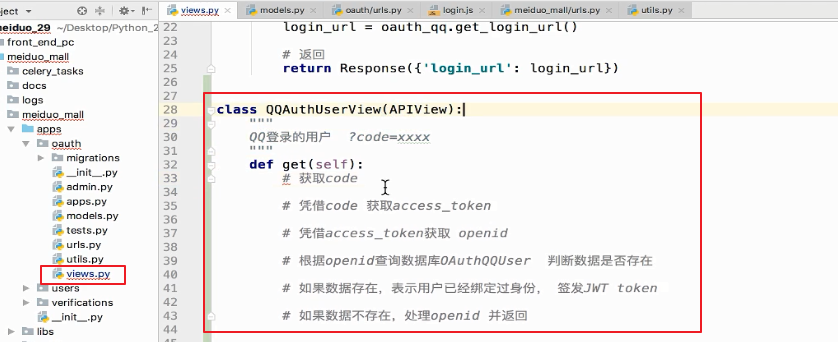 oject
views.py
models.py
oauth/urls.py
login.js
meiduo_mall/urls.py
utils.py
meiduo_29 ~/Desktop/Python_2
front_end_pc
meiduo_mall
celery_tasks
docs
logs
meiduo_mall
apps
oauth
migrations
__init__.py
admin.py
apps.py
models.py
tests.py
urls.py
utils.py
views.py
users
verifications
__init__.py
libs
22 login_url = oauth_qq.get_login_url()
23
24 # 返回
25 return Response({'login_url': login_url})
26
27
28 class QQAuthUserView(APIView):
29 """
30 QQ登录的用户 ?code=xxxx
31 """
32 def get(self):
33 # 获取code
34
35 # 凭借code 获取access_token
36
37 # 凭借access_token获取 openid
38
39 # 根据openid查询数据库OAuthQQUser 判断数据是否存在
40
41 # 如果数据存在，表示用户已经绑定过身份， 签发JWT token
42
43 # 如果数据不存在，处理openid 并返回
44